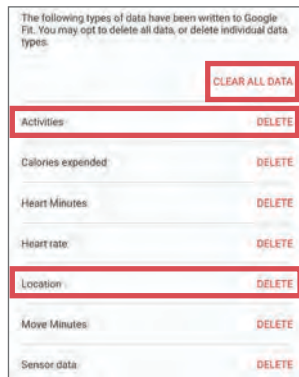 The following types of data have been written to Google
Fit. You may opt to delete all data, or delete individual data
types.
CLEAR ALL DATA
Activities DELETE
Calories expended DELETE
Heart Minutes DELETE
Heart rate DELETE
Location DELETE
Move Minutes DELETE
Sensor data DELETE